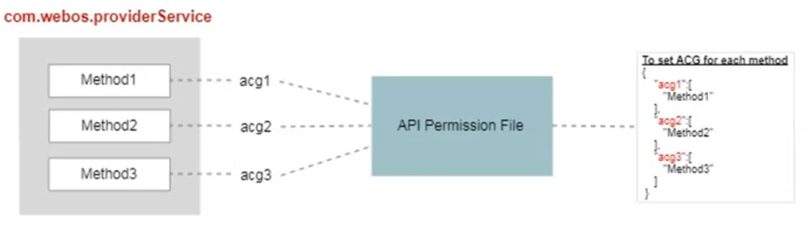 com.webos.providerService
Method1
acg1
Method2
acg2
Method3
acg3
API Permission File
To set ACG for each method
{
"acg1":[
"Method1"
],
"acg2":[
"Method2"
],
"acg3":[
"Method3"
]
}